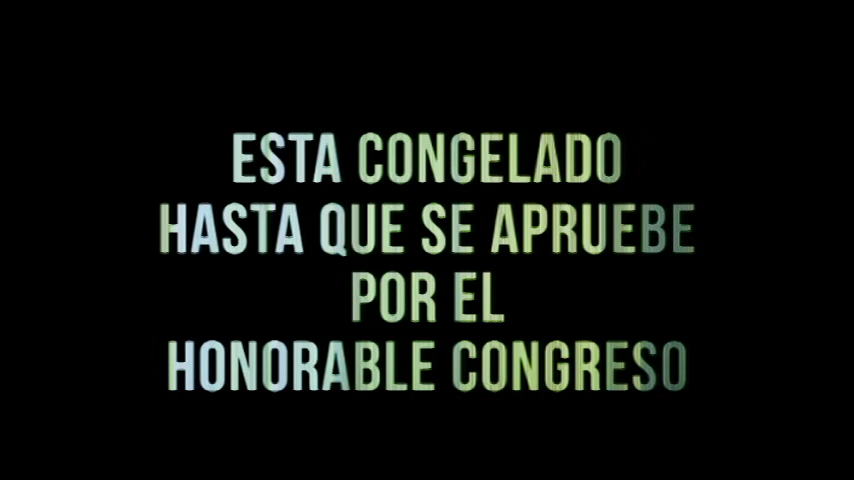 ESTA CONGELADO
HASTA QUE SE APRUEBE
POR EL
HONORABLE CONGRESO